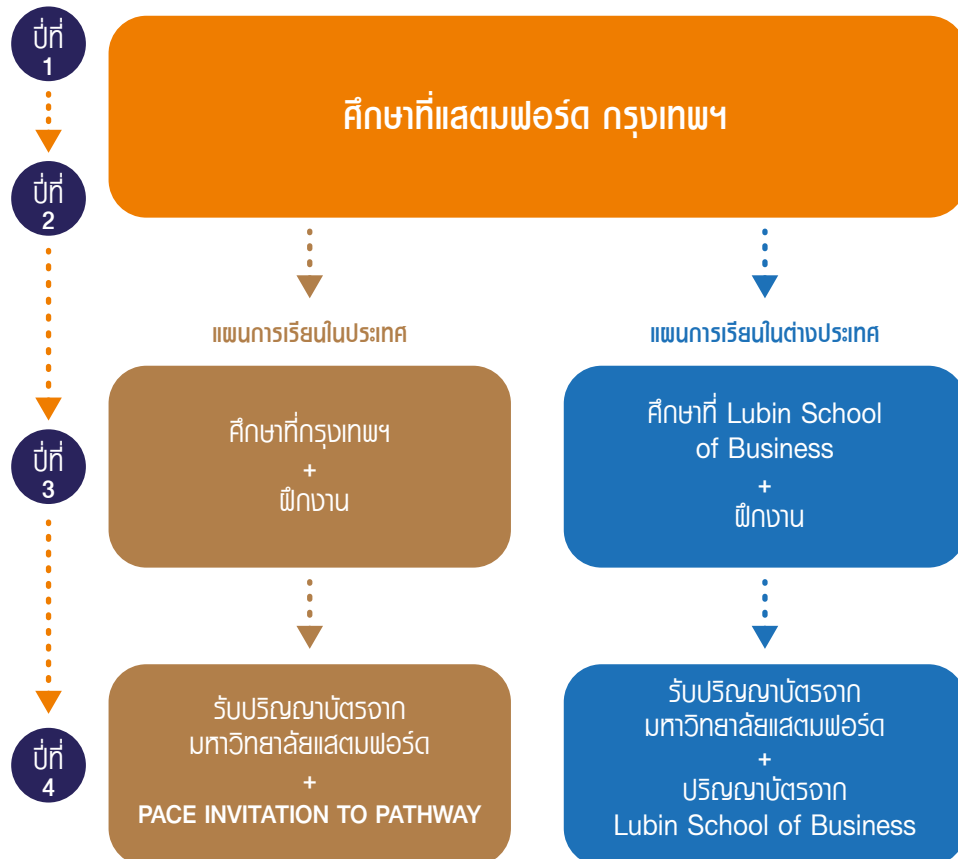 ปีที่
1
ศึกษาที่แสตมฟอร์ด กรุงเทพฯ
ปีที่
2
แผนการเรียนในประเทศ
แผนการเรียนในต่างประเทศ
ปีที่
3
ศึกษาที่กรุงเทพฯ
+
ฝึกงาน
ศึกษาที่ Lubin School
of Business
+
ฝึกงาน
ปีที่
4
รับปริญญาบัตรจาก
มหาวิทยาลัยแสตมฟอร์ด
+
PACE INVITATION TO PATHWAY
รับปริญญาบัตรจาก
มหาวิทยาลัยแสตมฟอร์ด
+
ปริญญาบัตรจาก
Lubin School of Business